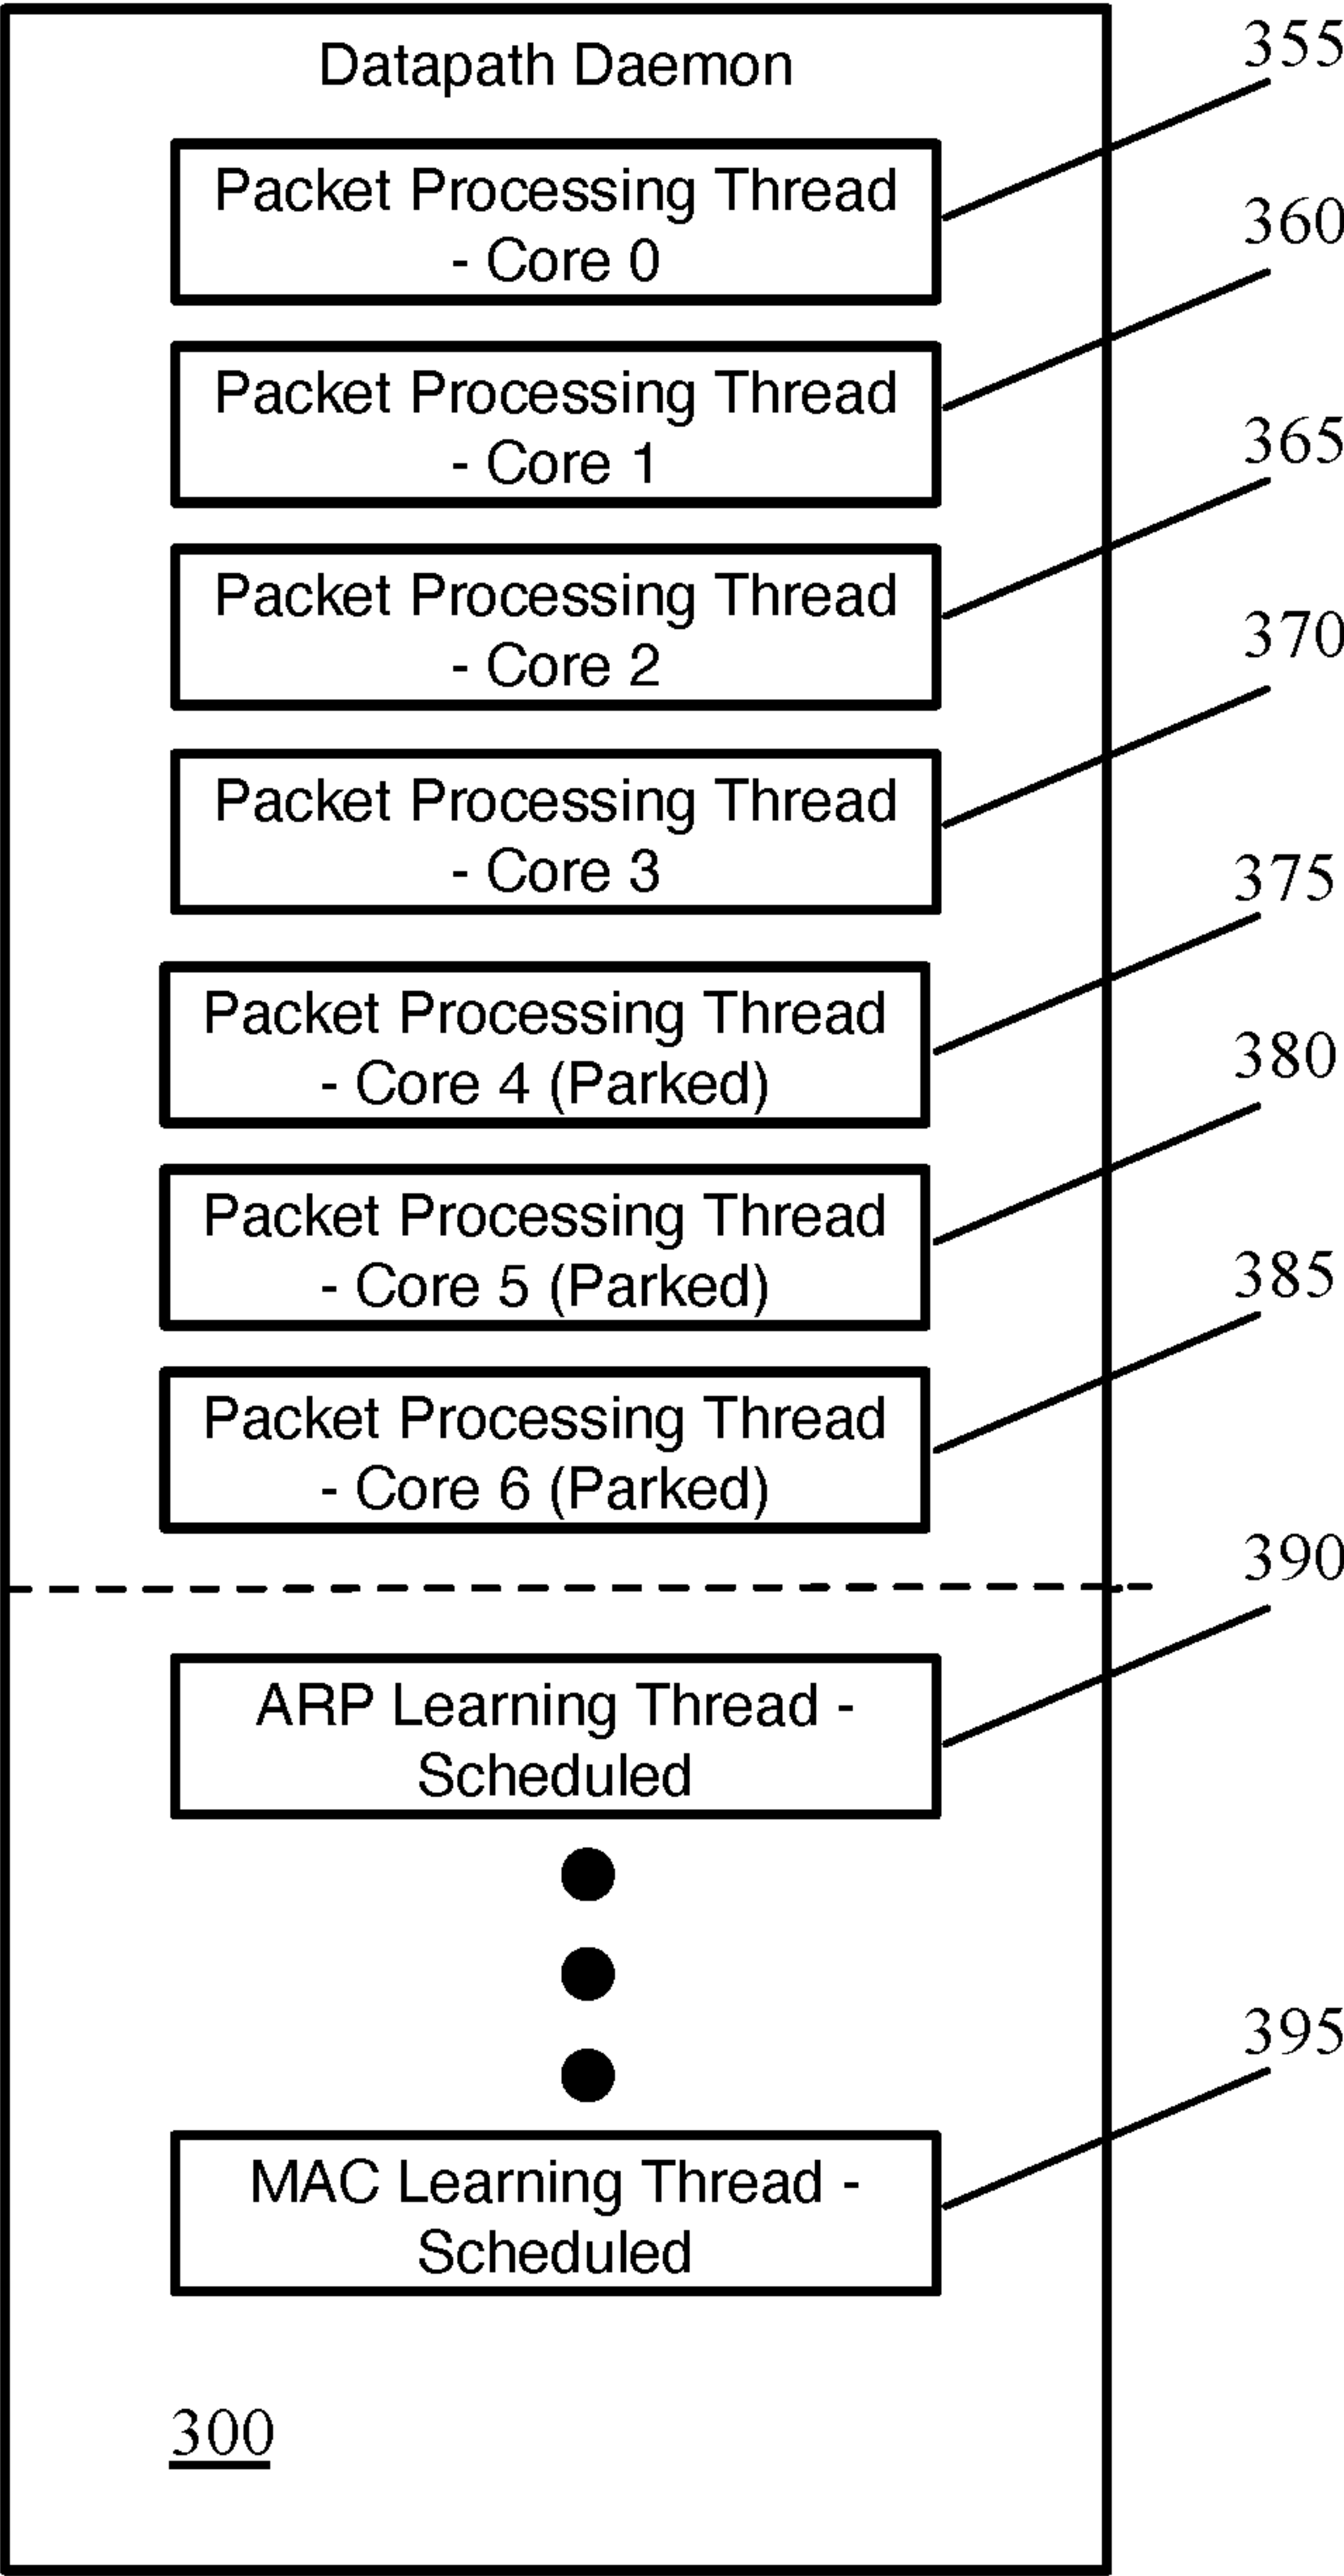 Datapath Daemon
355
Packet Processing Thread
- Core 0
360
Packet Processing Thread
- Core 1
365
Packet Processing Thread
- Core 2
370
Packet Processing Thread
- Core 3
375
Packet Processing Thread
- Core 4 (Parked)
380
Packet Processing Thread
- Core 5 (Parked)
385
Packet Processing Thread
- Core 6 (Parked)
390
ARP Learning Thread -
Scheduled
395
MAC Learning Thread -
Scheduled
300